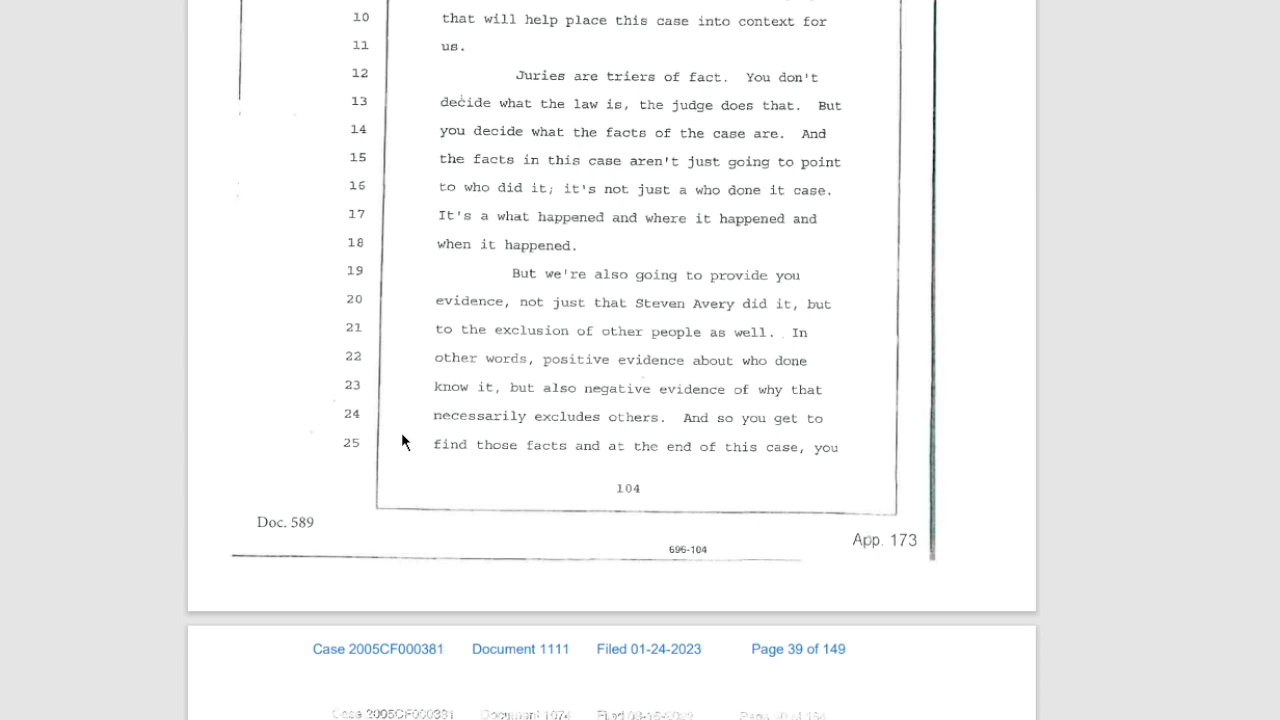 10 that will help place this case into context for
11 us.
12 Juries are triers of fact. You don't
13 decide what the law is, the judge does that. But
14 you decide what the facts of the case are. And
15 the facts in this case aren't just going to point
16 to who did it; it's not just a who done it case.
17 It's a what happened and where it happened and
18 when it happened.
19 But we're also going to provide you
20 evidence, not just that Steven Avery did it, but
21 to the exclusion of other people as well. In
22 other words, positive evidence about who done
23 know it, but also negative evidence of why that
24 necessarily excludes others. And so you get to
25 find those facts and at the end of this case, you
104
Doc. 589
App. 173
696-104
Case 2005CF000381 Document 1111 Filed 01-24-2023 Page 39 of 149
Case 2005CF000381 Document 1074 Filed